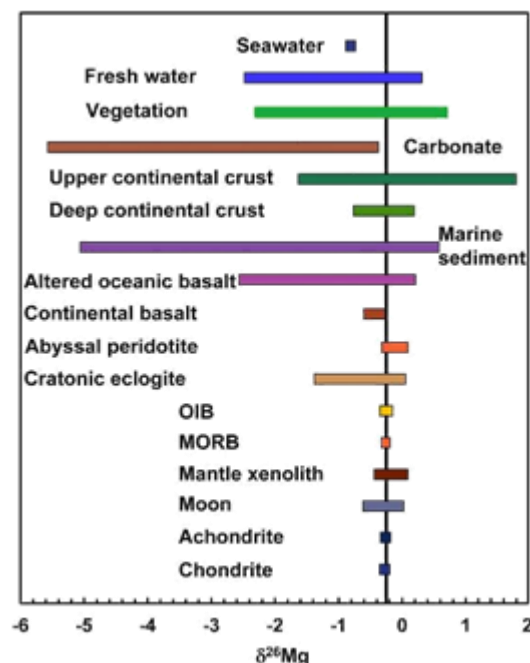 Seawater
Fresh water
Vegetation
Carbonate
Upper continental crust
Deep continental crust
Marine
sediment
Altered oceanic basalt
Continental basalt
Abyssal peridotite
Cratonic eclogite
OIB
MORB
Mantle xenolith
Moon
Achondrite
Chondrite
-6 -5 -4 -3 -2 -1 0 1 2
δ²⁶Mg